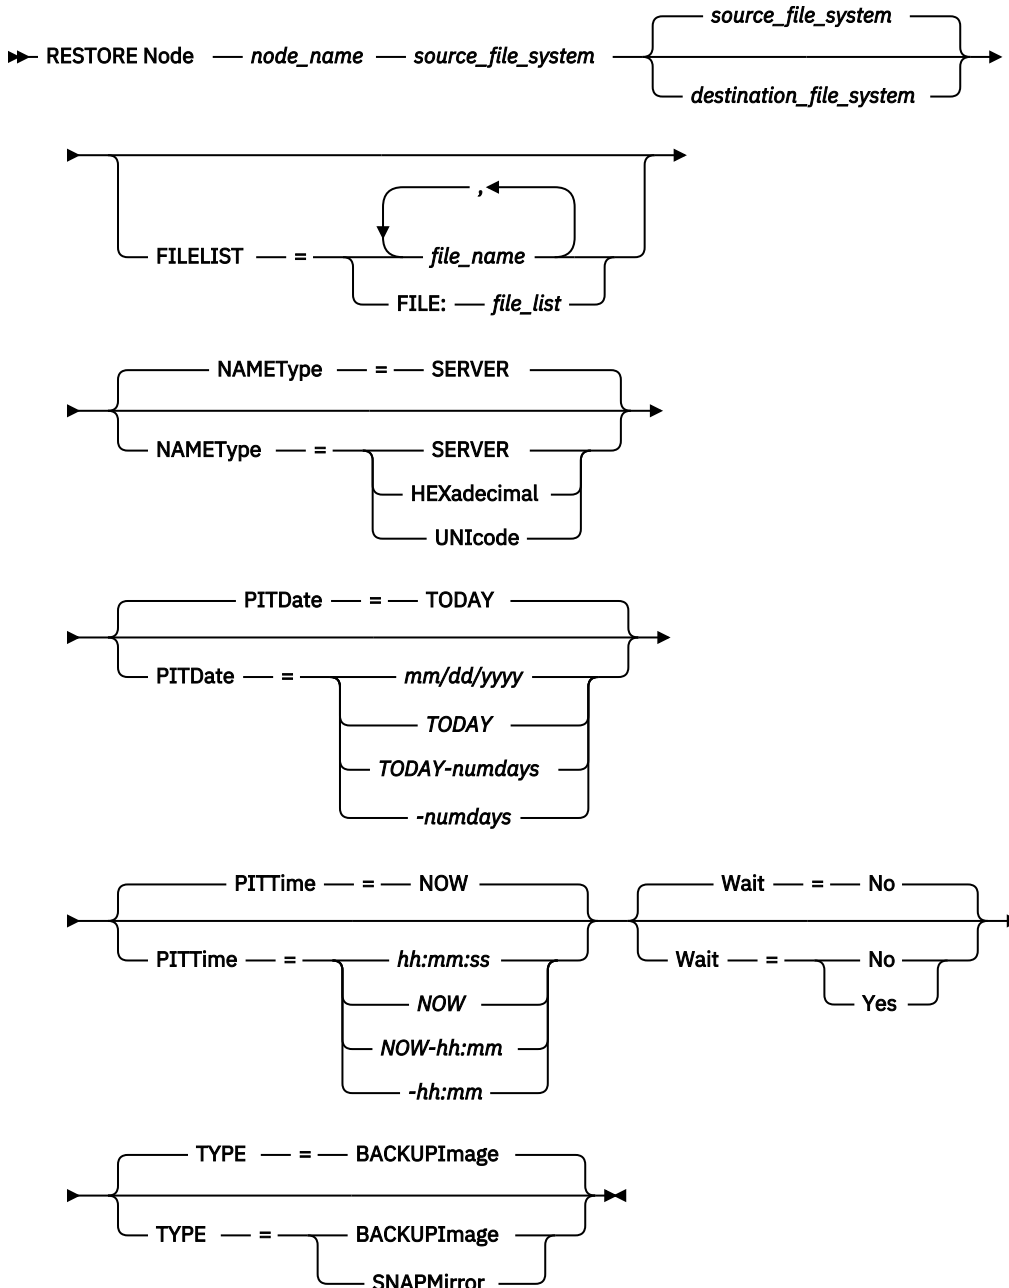 source_file_system
RESTORE Node node_name source_file_system
destination_file_system
,
FILELIST = file_name
FILE: file_list
NAMEType = SERVER
NAMEType = SERVER
HEXadecimal
UNIcode
PITDate = TODAY
PITDate = mm/dd/yyyy
TODAY
TODAY-numdays
-numdays
PITTime = NOW Wait = No
PITTime = hh:mm:ss Wait = No
NOW Yes
NOW-hh:mm
-hh:mm
TYPE = BACKUPImage
TYPE = BACKUPImage
SNAPMirror